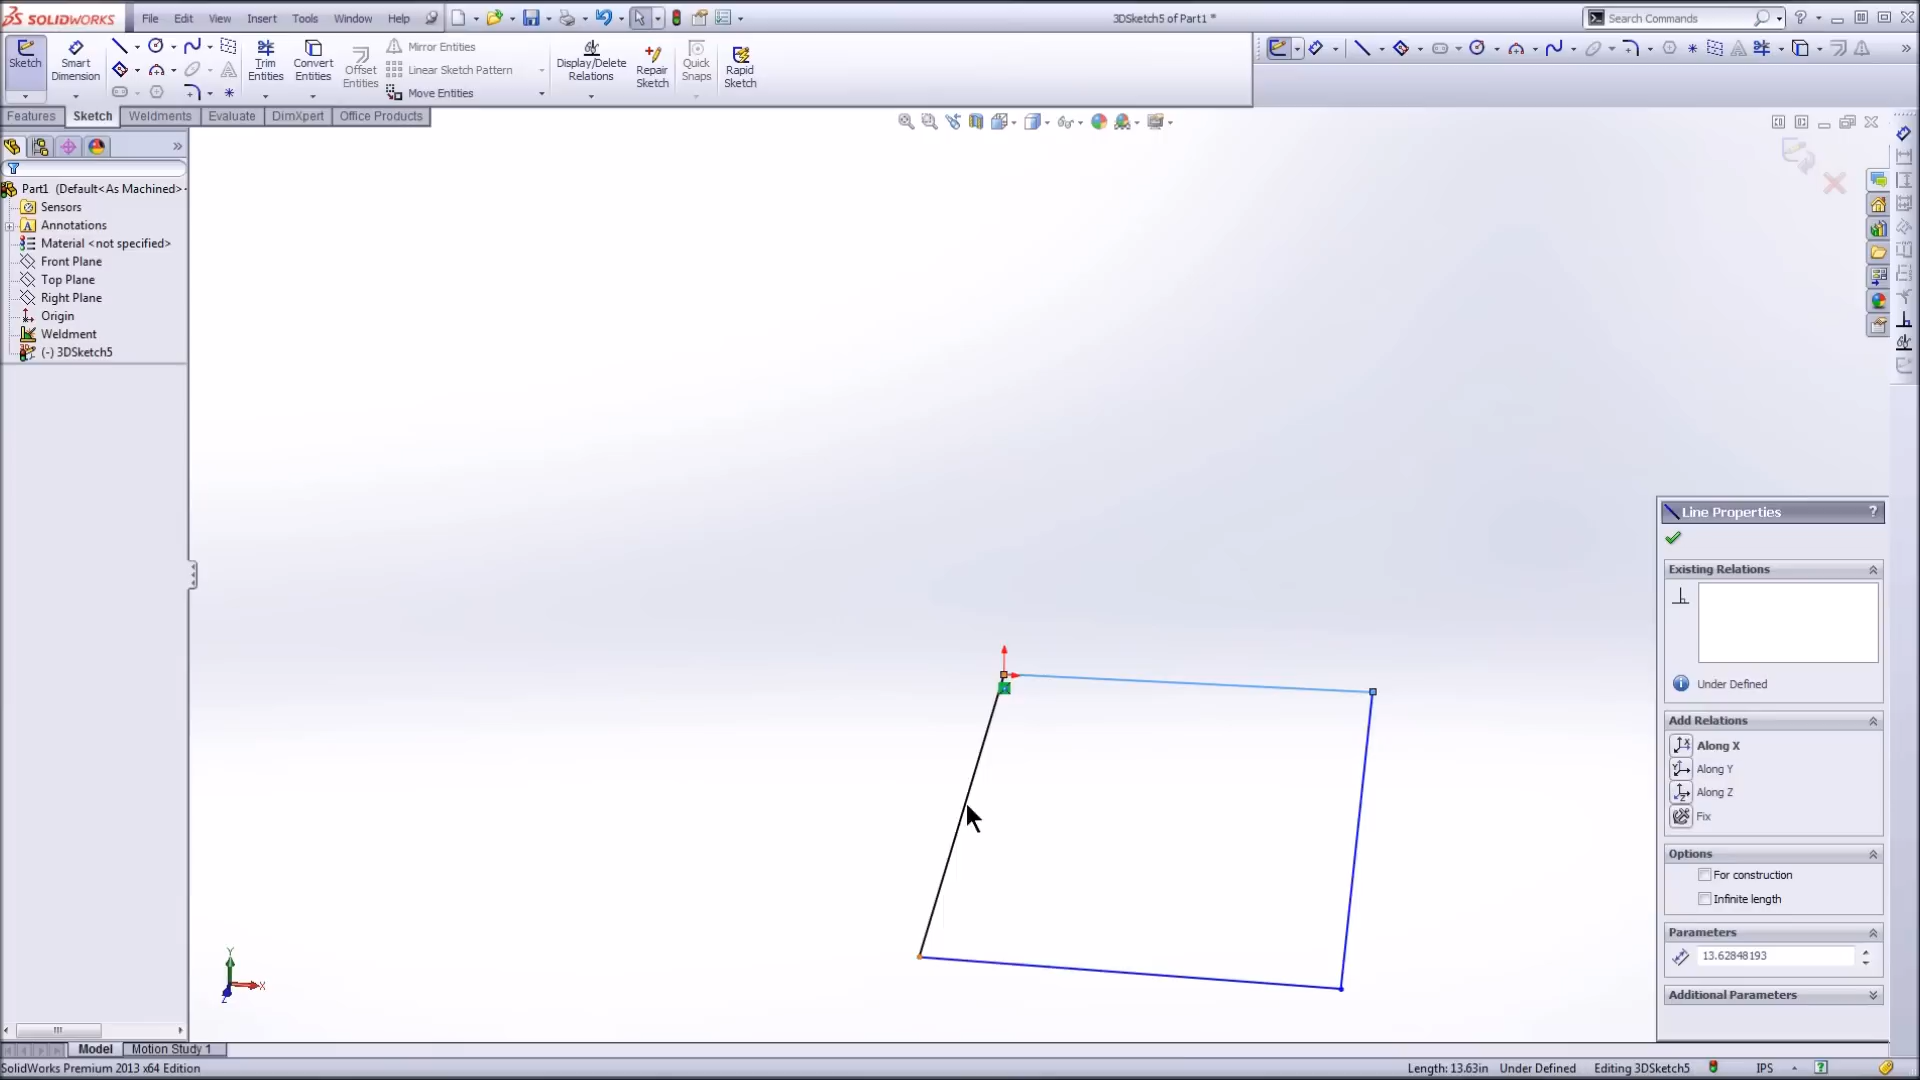 SOLIDWORKS File Edit View Insert Tools Window Help 3DSketch5 of Part1 * Search Commands
Sketch Smart Dimension Trim Entities Convert Entities Offset Entities Mirror Entities Linear Sketch Pattern Move Entities Display/Delete Relations Repair Sketch Quick Snaps Rapid Sketch
Features Sketch Weldments Evaluate DimXpert Office Products
Part1 (Default<As Machined>
Sensors
Annotations
Material <not specified>
Front Plane
Top Plane
Right Plane
Origin
Weldment
(-) 3DSketch5
Line Properties ?
Existing Relations
Under Defined
Add Relations
Along X
Along Y
Along Z
Fix
Options
For construction
Infinite length
Parameters
13.62848193
Additional Parameters
Y
X
Z
Model Motion Study 1
SolidWorks Premium 2013 x64 Edition Length: 13.63in Under Defined Editing 3DSketch5 IPS